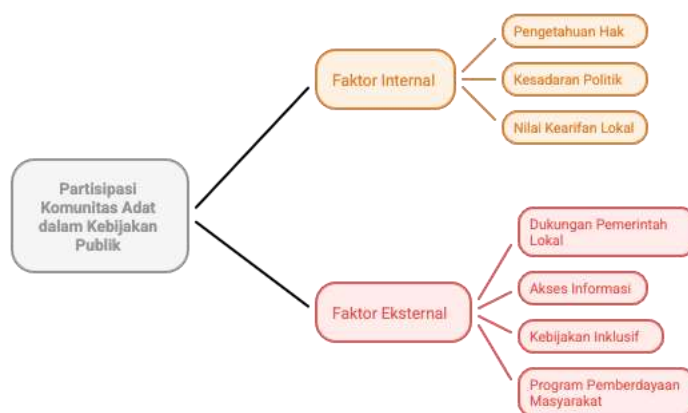 Partisipasi
Komunitas Adat
dalam Kebijakan
Publik
Faktor Internal
Pengetahuan Hak
Kesadaran Politik
Nilai Kearifan Lokal
Faktor Eksternal
Dukungan Pemerintah
Lokal
Akses Informasi
Kebijakan Inklusif
Program Pemberdayaan
Masyarakat